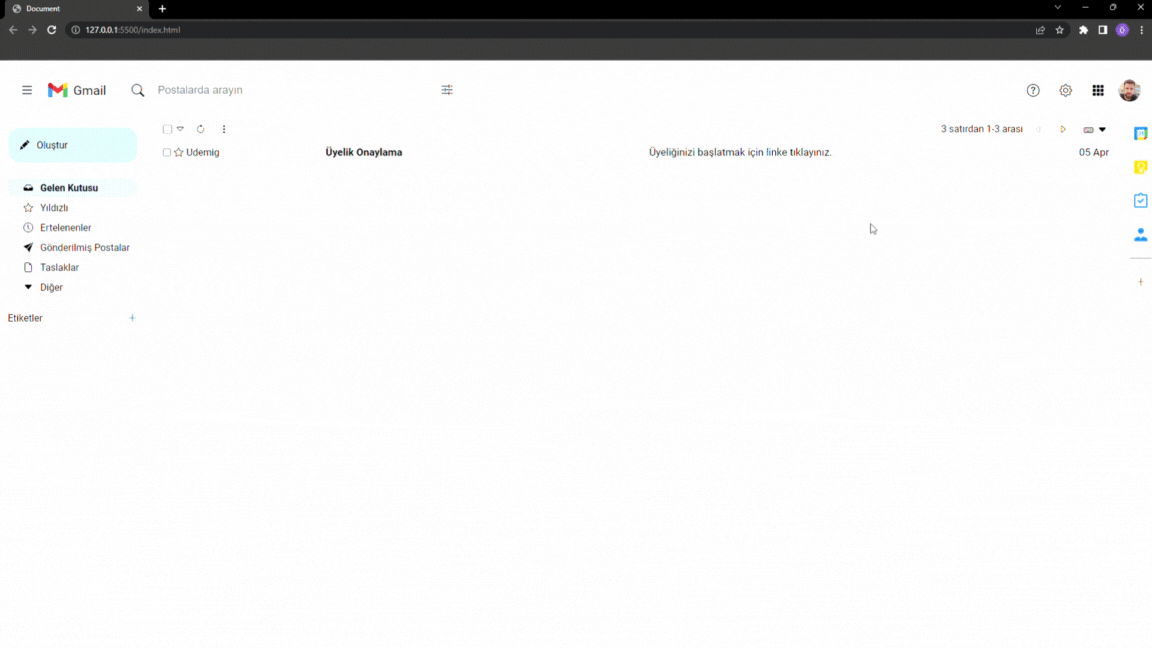 Document
127.0.0.1:5500/index.html
Gmail
Postalarda arayın
Oluştur
3 satırdan 1-3 arası
Udemig Üyelik Onaylama Üyeliğinizi başlatmak için linke tıklayınız. 05 Apr
Gelen Kutusu
Yıldızlı
Ertelenenler
Gönderilmiş Postalar
Taslaklar
Diğer
Etiketler